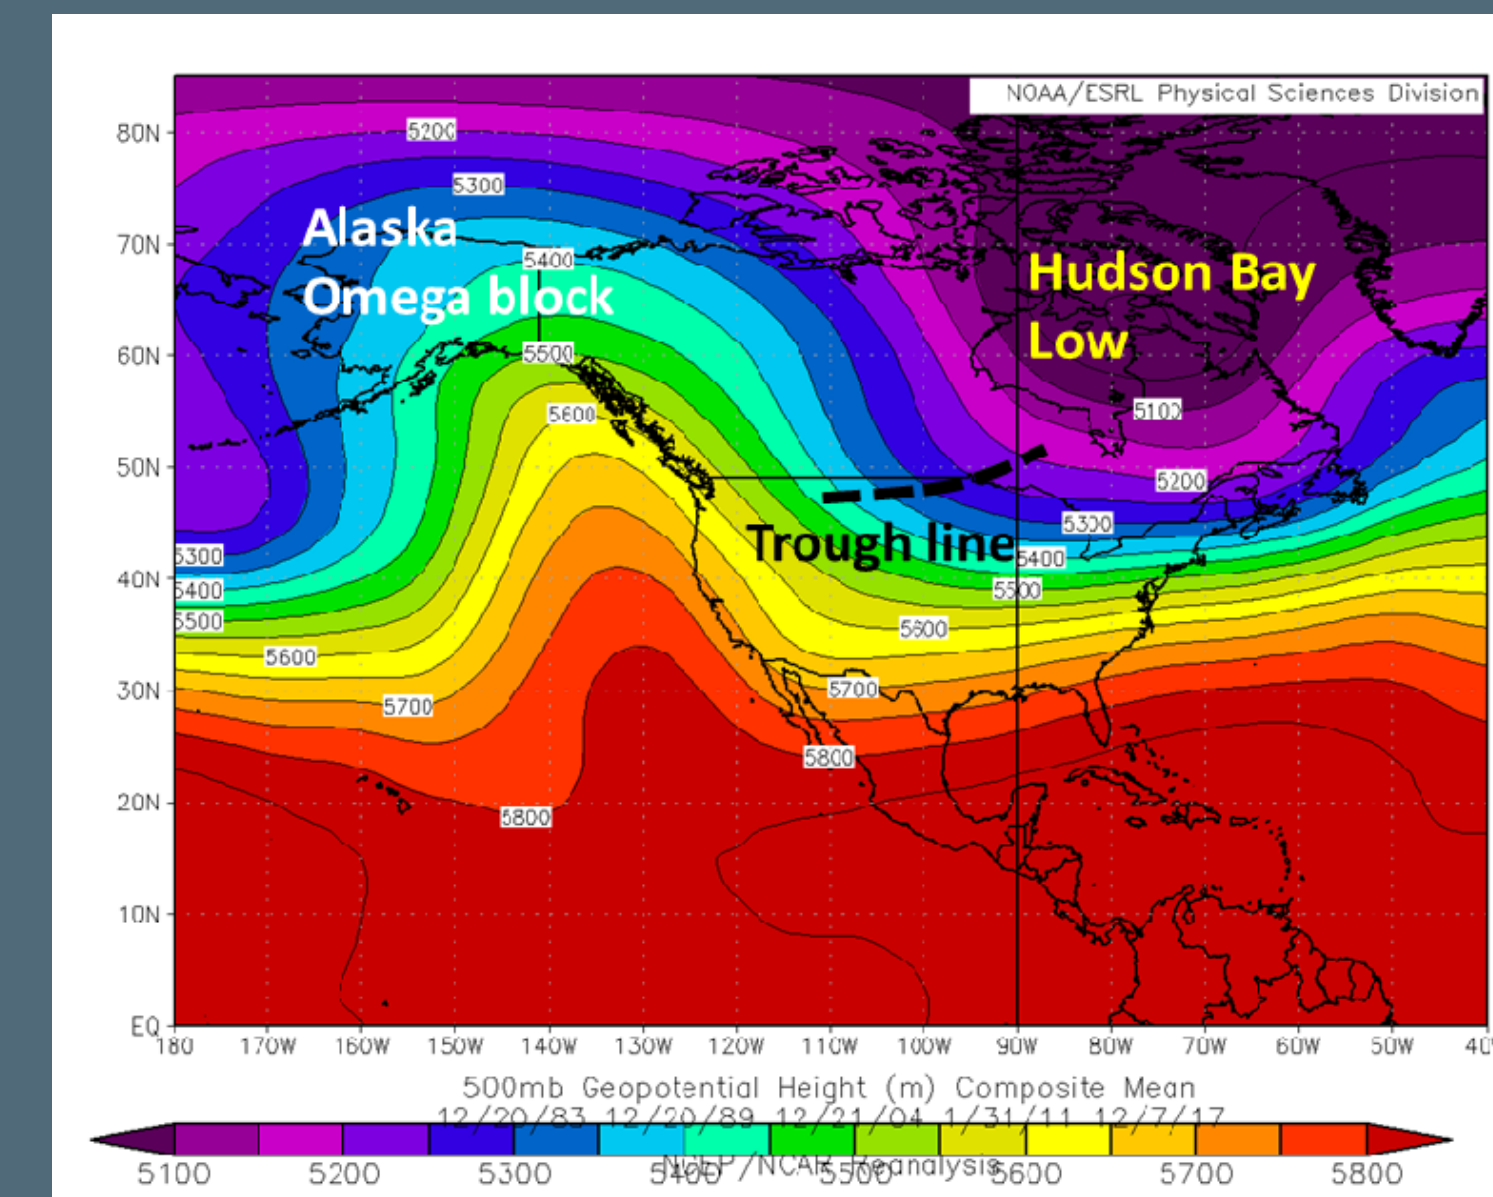 NOAA/ESRL Physical Sciences Division
80N
5200
5300
Alaska
70N
5400
Hudson Bay
Omega block
Low
60N
5500
5600
5100
50N
5200
5300
Trough line
5400
5300
40N
5400
5500
5500
5600
5600
30N
5700
5700
5800
20N
5800
10N
EQ
180 170W 160W 150W 140W 130W 120W 110W 100W 90W 80W 70W 60W 50W 40
500mb Geopotential Height (m) Composite Mean
12/20/83 12/20/89 12/21/04 1/31/11 12/7/17
NCEP/NCAR Reanalysis
5100 5200 5300 5400 5500 5600 5700 5800